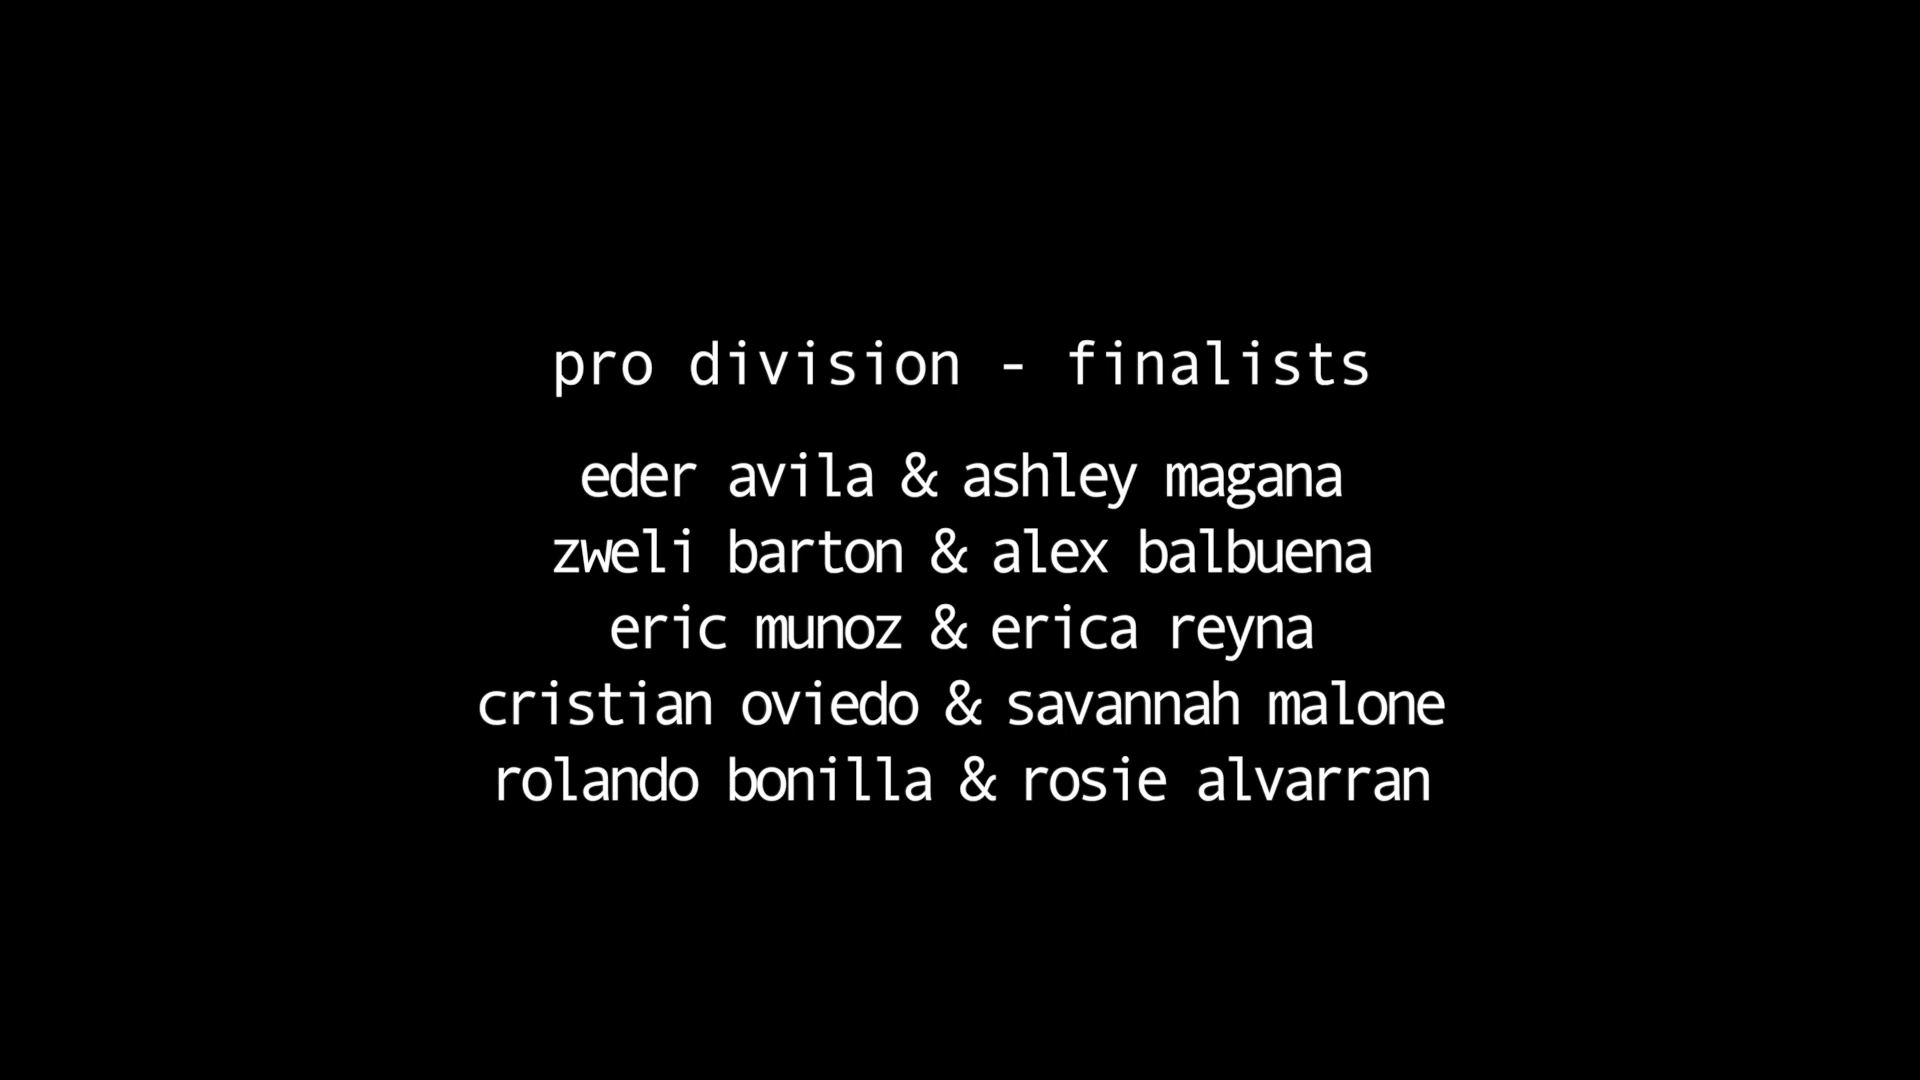 pro division - finalists
eder avila & ashley magana
zweli barton & alex balbuena
eric munoz & erica reyna
cristian oviedo & savannah malone
rolando bonilla & rosie alvarran